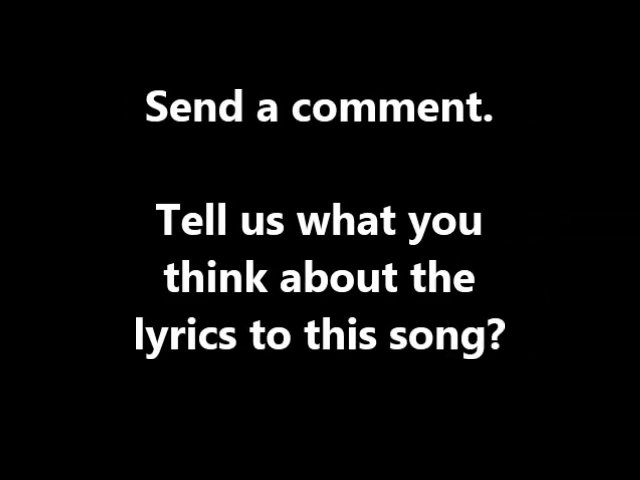 Send a comment.
Tell us what you
think about the
lyrics to this song?